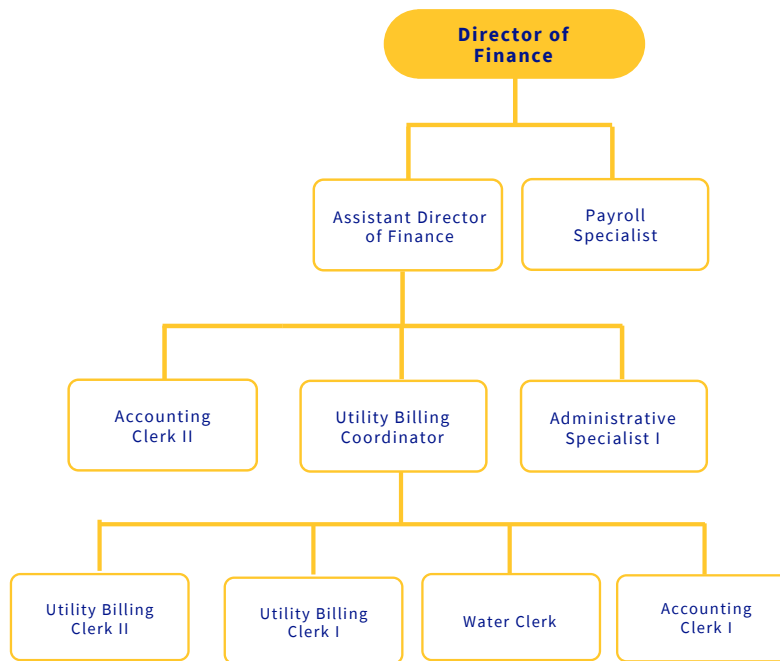 Director of
Finance
Assistant Director
of Finance
Payroll
Specialist
Accounting
Clerk II
Utility Billing
Coordinator
Administrative
Specialist I
Utility Billing
Clerk II
Utility Billing
Clerk I
Water Clerk
Accounting
Clerk I